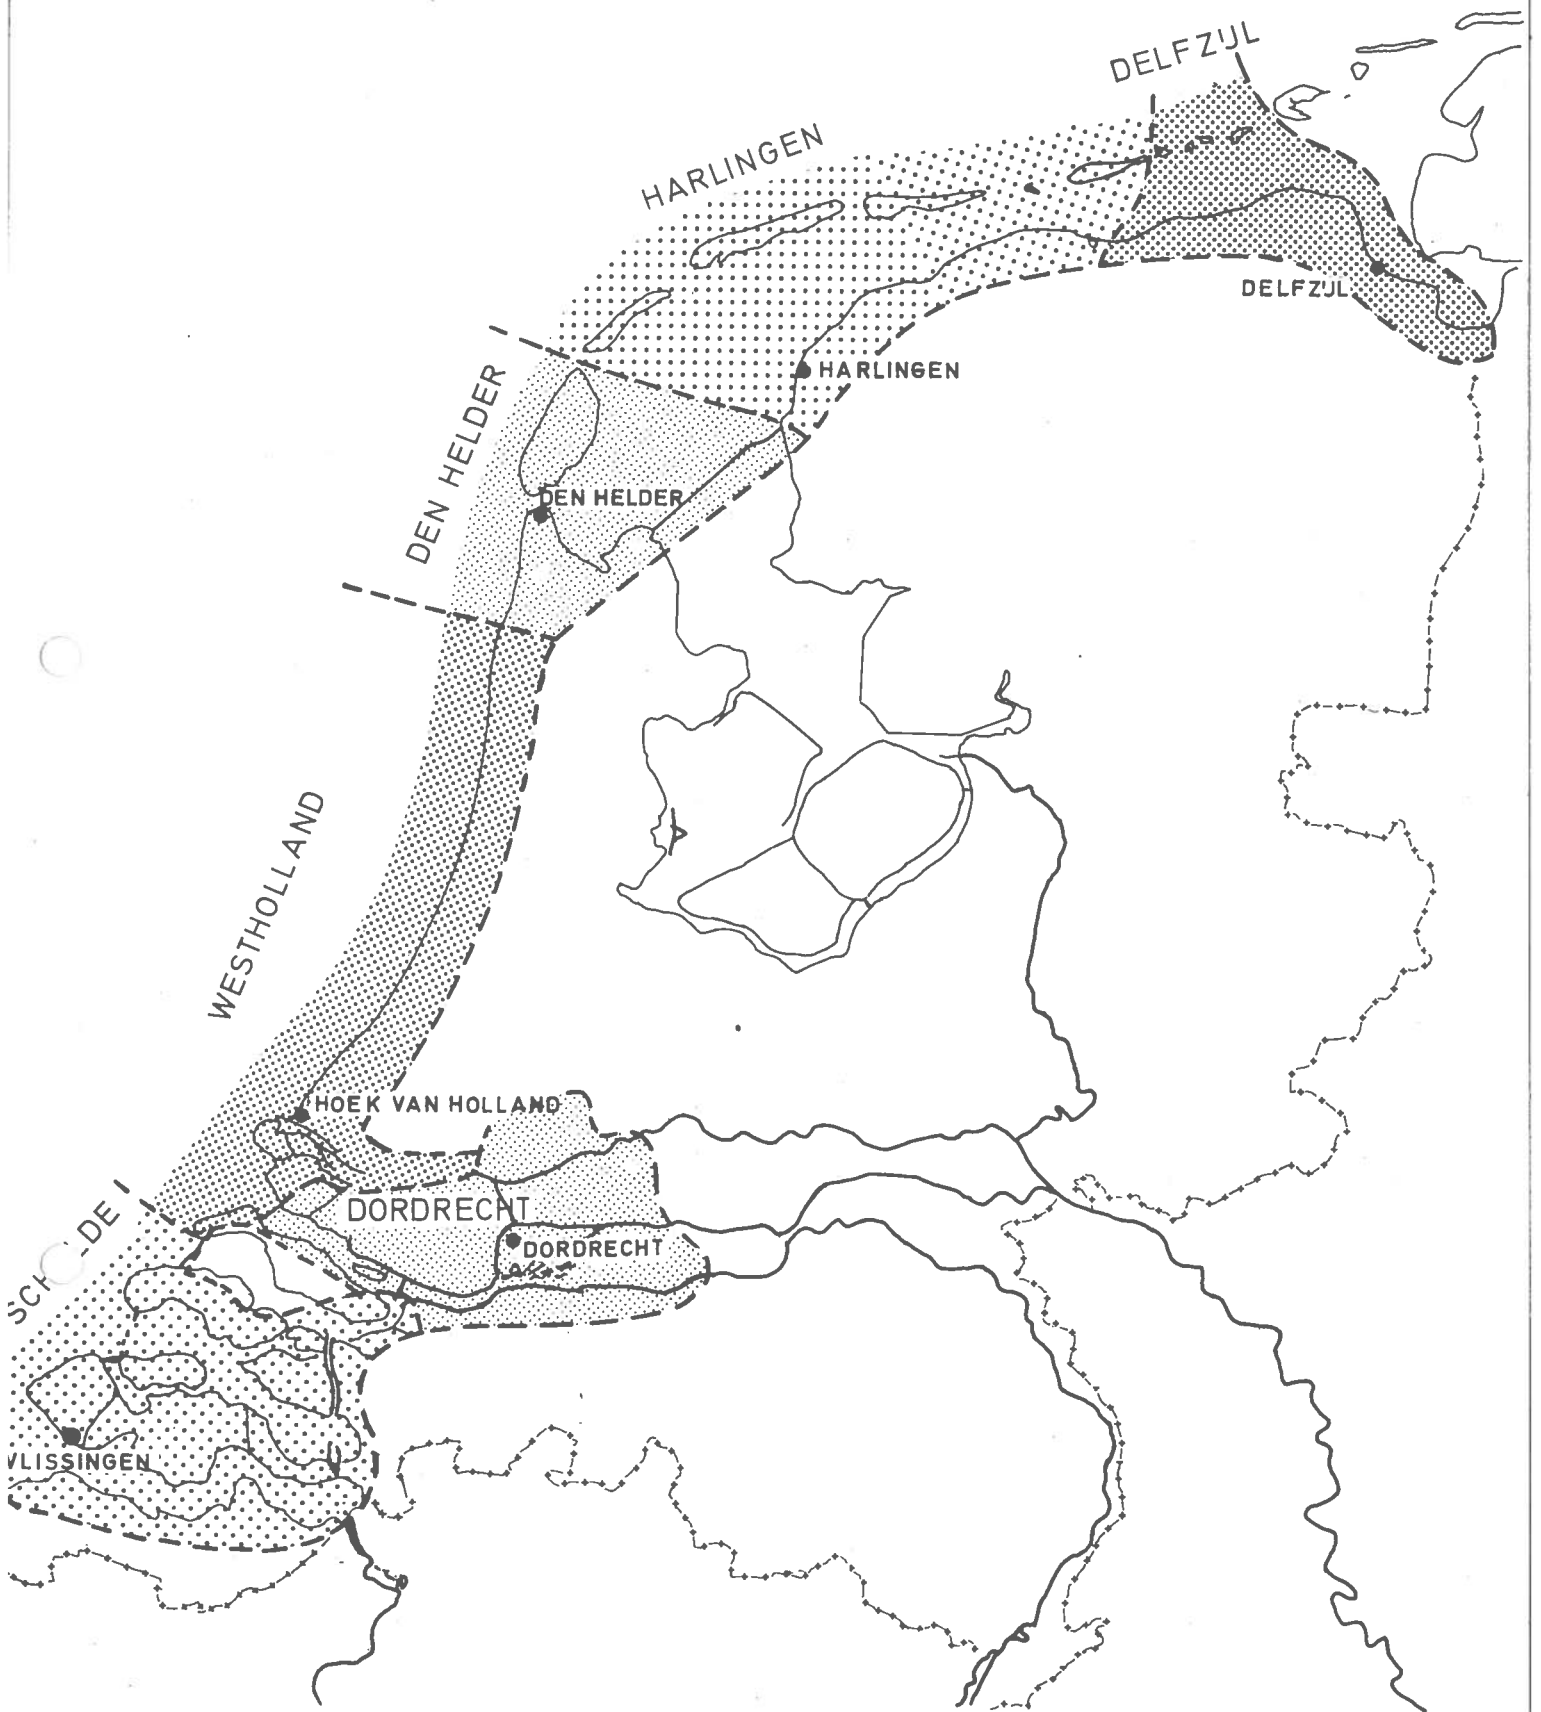 DELFZIJL
HARLINGEN
DELFZIJL
HARLINGEN
DEN HELDER
DEN HELDER
WESTHOLLAND
HOEK VAN HOLLAND
DORDRECHT
DORDRECHT
VLISSINGEN